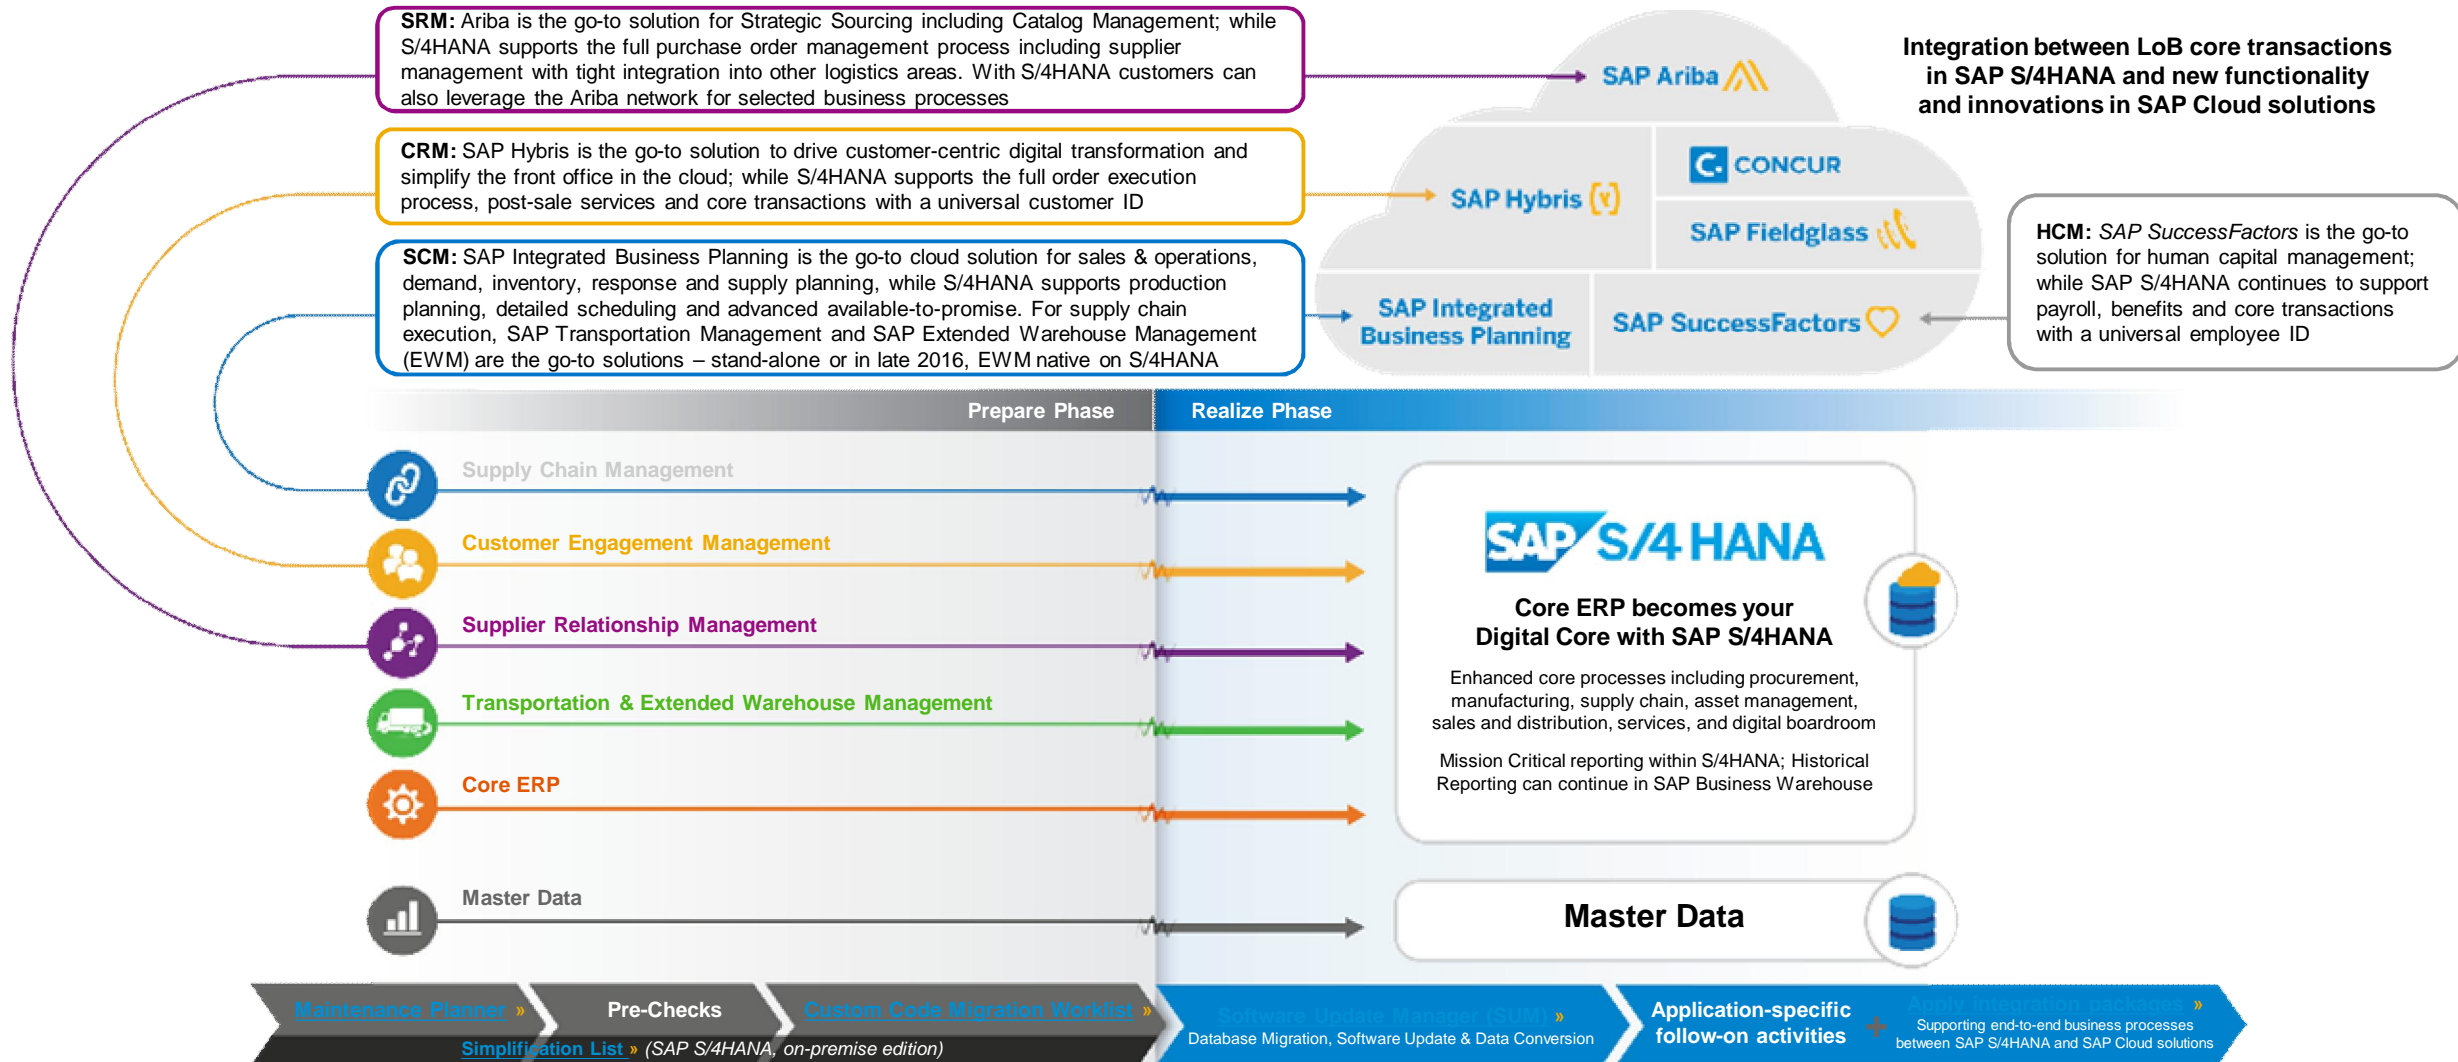 SRM: Ariba is the go-to solution for Strategic Sourcing including Catalog Management; while
S/4HANA supports the full purchase order management process including supplier
management with tight integration into other logistics areas. With S/4HANA customers can
also leverage the Ariba network for selected business processes
CRM: SAP Hybris is the go-to solution to drive customer-centric digital transformation and
simplify the front office in the cloud; while S/4HANA supports the full order execution
process, post-sale services and core transactions with a universal customer ID
SCM: SAP Integrated Business Planning is the go-to cloud solution for sales & operations,
demand, inventory, response and supply planning, while S/4HANA supports production
planning, detailed scheduling and advanced available-to-promise. For supply chain
execution, SAP Transportation Management and SAP Extended Warehouse Management
(EWM) are the go-to solutions – stand-alone or in late 2016, EWM native on S/4HANA
SAP Ariba
SAP Hybris
C. CONCUR
SAP Fieldglass
SAP Integrated
Business Planning
SAP SuccessFactors
Integration between LoB core transactions
in SAP S/4HANA and new functionality
and innovations in SAP Cloud solutions
HCM: SAP SuccessFactors is the go-to
solution for human capital management;
while SAP S/4HANA continues to support
payroll, benefits and core transactions
with a universal employee ID
Prepare Phase
Realize Phase
Supply Chain Management
Customer Engagement Management
Supplier Relationship Management
Transportation & Extended Warehouse Management
Core ERP
Master Data
SAP S/4 HANA
Core ERP becomes your
Digital Core with SAP S/4HANA
Enhanced core processes including procurement,
manufacturing, supply chain, asset management,
sales and distribution, services, and digital boardroom
Mission Critical reporting within S/4HANA; Historical
Reporting can continue in SAP Business Warehouse
Master Data
Maintenance Planner »
Pre-Checks
Custom Code Migration Worklist »
Simplification List » (SAP S/4HANA, on-premise edition)
Software Update Manager (SUM) »
Database Migration, Software Update & Data Conversion
Application-specific
follow-on activities
+
Apply integration packages »
Supporting end-to-end business processes
between SAP S/4HANA and SAP Cloud solutions